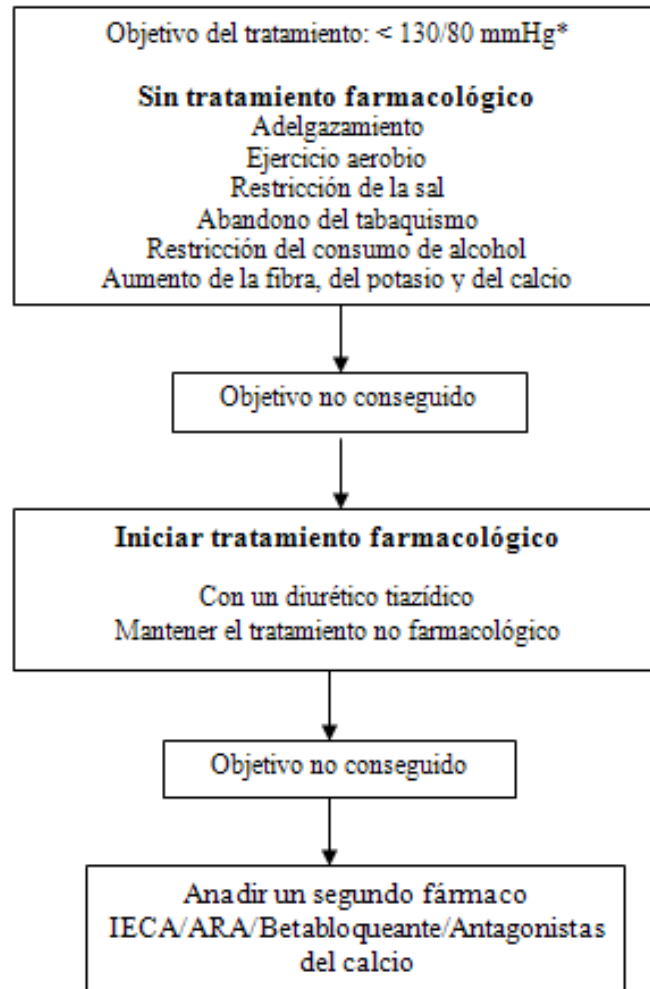 Objetivo del tratamiento: < 130/80 mmHg*
Sin tratamiento farmacológico
Adelgazamiento
Ejercicio aerobio
Restricción de la sal
Abandono del tabaquismo
Restricción del consumo de alcohol
Aumento de la fibra, del potasio y del calcio
Objetivo no conseguido
Iniciar tratamiento farmacológico
Con un diurético tiazídico
Mantener el tratamiento no farmacológico
Objetivo no conseguido
Anadir un segundo fármaco
IECA/ARA/Betabloqueante/Antagonistas
del calcio